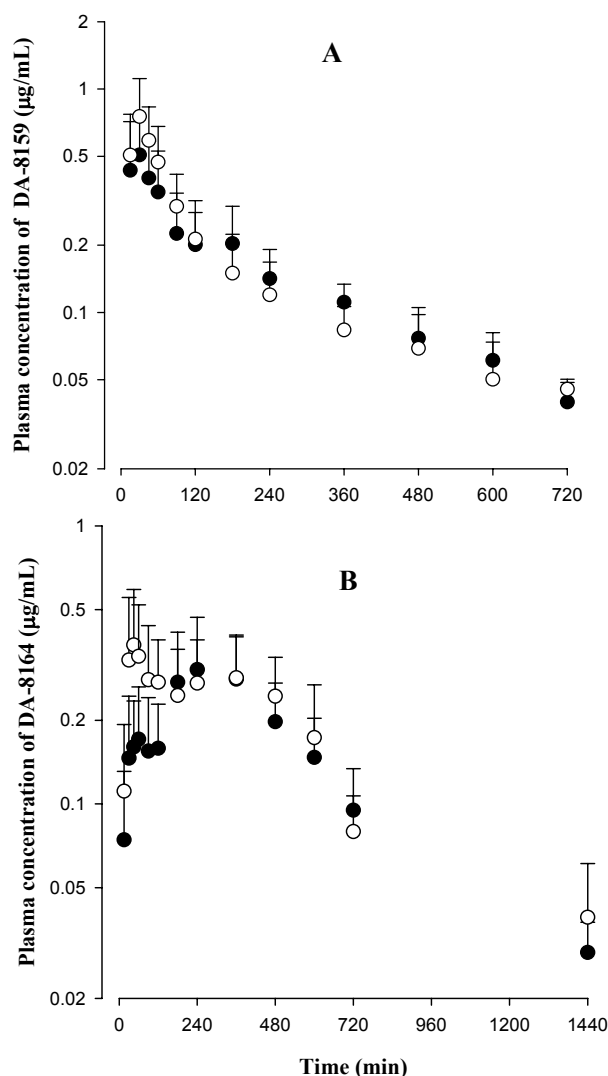 A
Plasma concentration of DA-8159 (μg/mL)
2
1
0.5
0.2
0.1
0.05
0.02
0 120 240 360 480 600 720
B
Plasma concentration of DA-8164 (μg/mL)
1
0.5
0.2
0.1
0.05
0.02
0 240 480 720 960 1200 1440
Time (min)